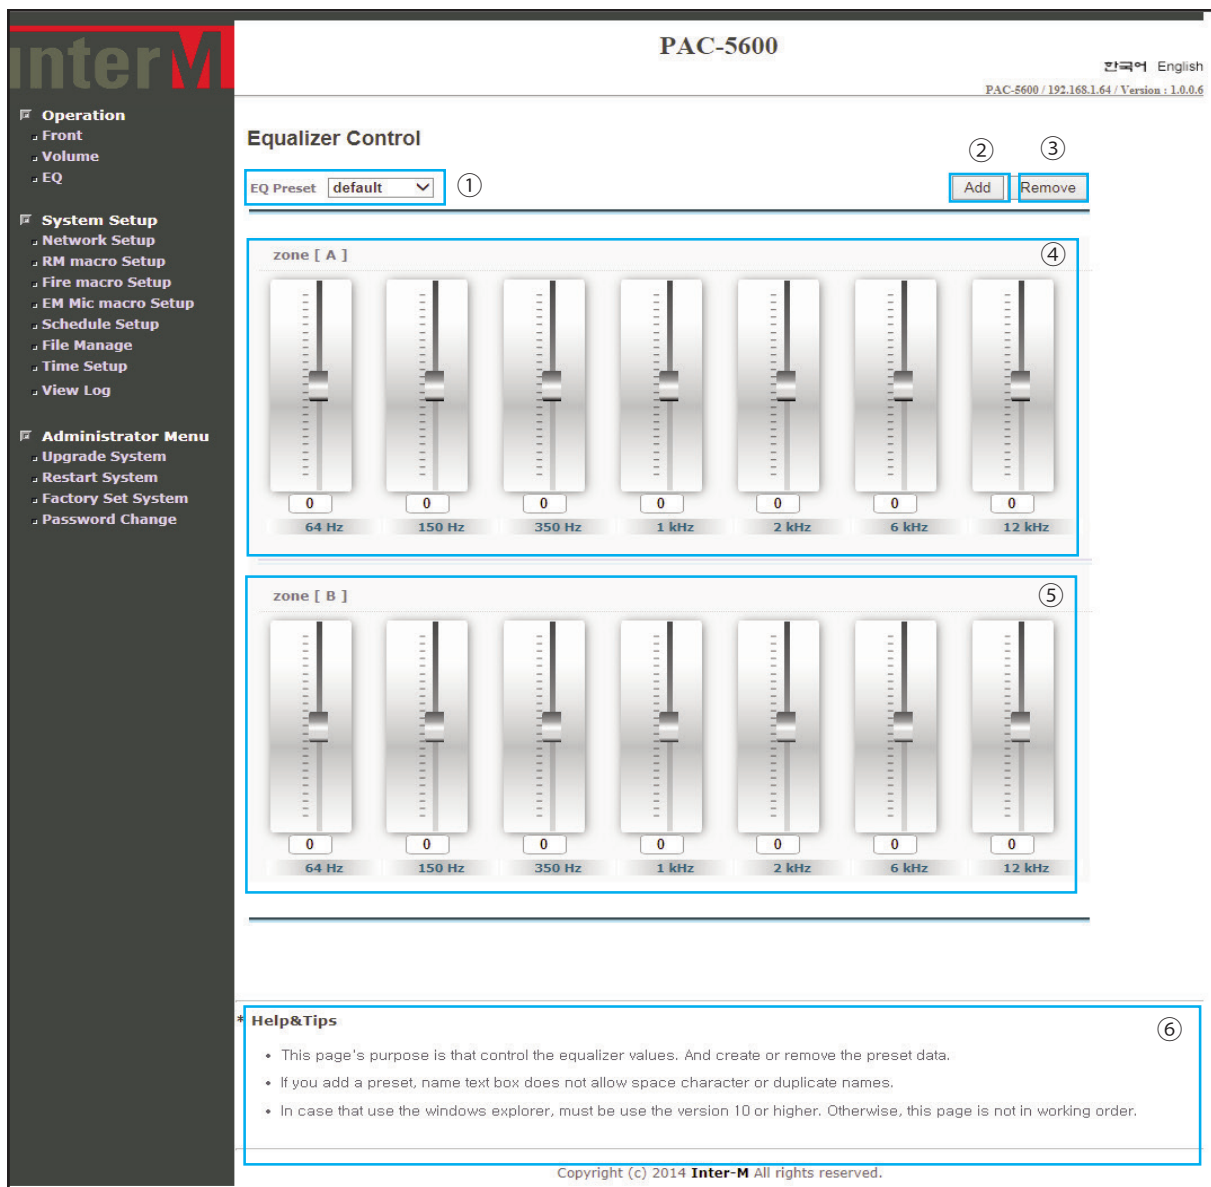 interM
PAC-5600
한국어 English
PAC-5600 / 192.168.1.64 / Version : 1.0.0.6
Operation
Front
Volume
EQ
System Setup
Network Setup
RM macro Setup
Fire macro Setup
EM Mic macro Setup
Schedule Setup
File Manage
Time Setup
View Log
Administrator Menu
Upgrade System
Restart System
Factory Set System
Password Change
Equalizer Control
EQ Preset default ① ② Add ③ Remove
zone [ A ] ④
0 0 0 0 0 0 0
64 Hz 150 Hz 350 Hz 1 kHz 2 kHz 6 kHz 12 kHz
zone [ B ] ⑤
0 0 0 0 0 0 0
64 Hz 150 Hz 350 Hz 1 kHz 2 kHz 6 kHz 12 kHz
* Help&Tips ⑥
• This page's purpose is that control the equalizer values. And create or remove the preset data.
• If you add a preset, name text box does not allow space character or duplicate names.
• In case that use the windows explorer, must be use the version 10 or higher. Otherwise, this page is not in working order.
Copyright (c) 2014 Inter-M All rights reserved.